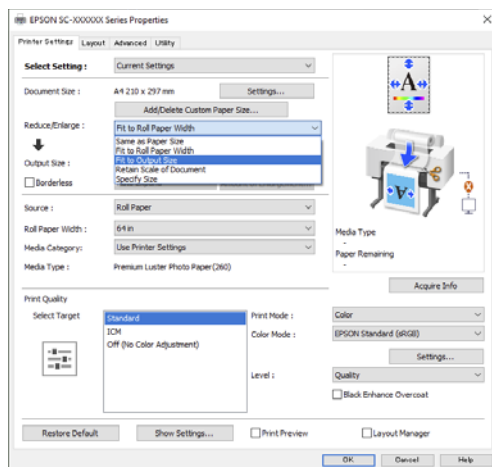 EPSON SC-XXXXXX Series Properties
Printer Settings Layout Advanced Utility
Select Setting : Current Settings
Document Size : A4 210 x 297 mm Settings...
Add/Delete Custom Paper Size...
Reduce/Enlarge : Fit to Roll Paper Width
Same as Paper Size
Fit to Roll Paper Width
Fit to Output Size
Retain Scale of Document
Specify Size
Output Size :
Borderless
Source : Roll Paper
Roll Paper Width : 64 in
Media Category: Use Printer Settings
Media Type : Premium Luster Photo Paper(260)
A
A
Media Type
-
Paper Remaining
-
Acquire Info
Print Quality
Select Target
Standard
ICM
Off (No Color Adjustment)
Print Mode : Color
Color Mode : EPSON Standard (sRGB)
Settings...
Level : Quality
Black Enhance Overcoat
Restore Default Show Settings... Print Preview Layout Manager
OK Cancel Help